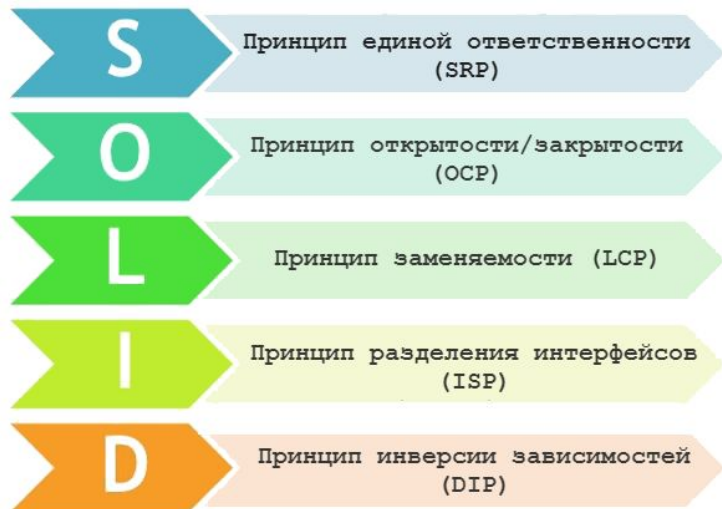 S
Принцип единой ответственности
(SRP)
O
Принцип открытости/закрытости
(OCP)
L
Принцип заменяемости (LCP)
I
Принцип разделения интерфейсов
(ISP)
D
Принцип инверсии зависимостей
(DIP)